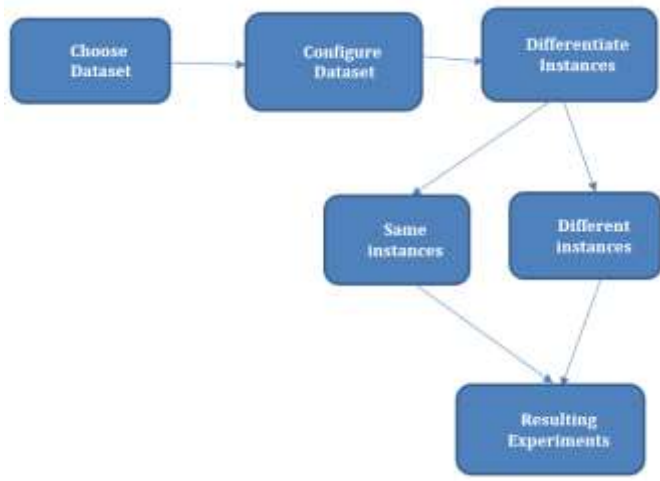 Choose
Dataset
Configure
Dataset
Differentiate
Instances
Same
instances
Different
instances
Resulting
Experiments